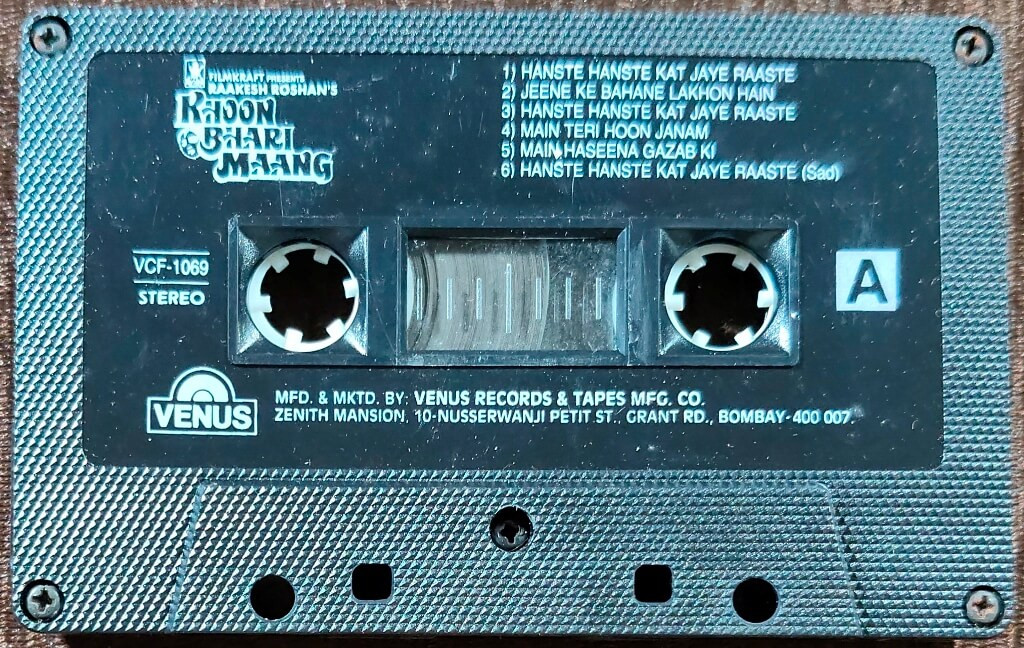 FILMKRAFT PRESENTS
RAAKESH ROSHAN'S
KHOON
BHARI
MAANG
1) HANSTE HANSTE KAT JAYE RAASTE
2) JEENE KE BAHANE LAKHON HAIN
3) HANSTE HANSTE KAT JAYE RAASTE
4) MAIN TERI HOON JANAM
5) MAIN HASEENA GAZAB KI
6) HANSTE HANSTE KAT JAYE RAASTE (Sad)
VCF-1069
STEREO
A
VENUS
MFD. & MKTD. BY: VENUS RECORDS & TAPES MFG. CO.
ZENITH MANSION, 10-NUSSERWANJI PETIT ST., GRANT RD., BOMBAY-400 007.